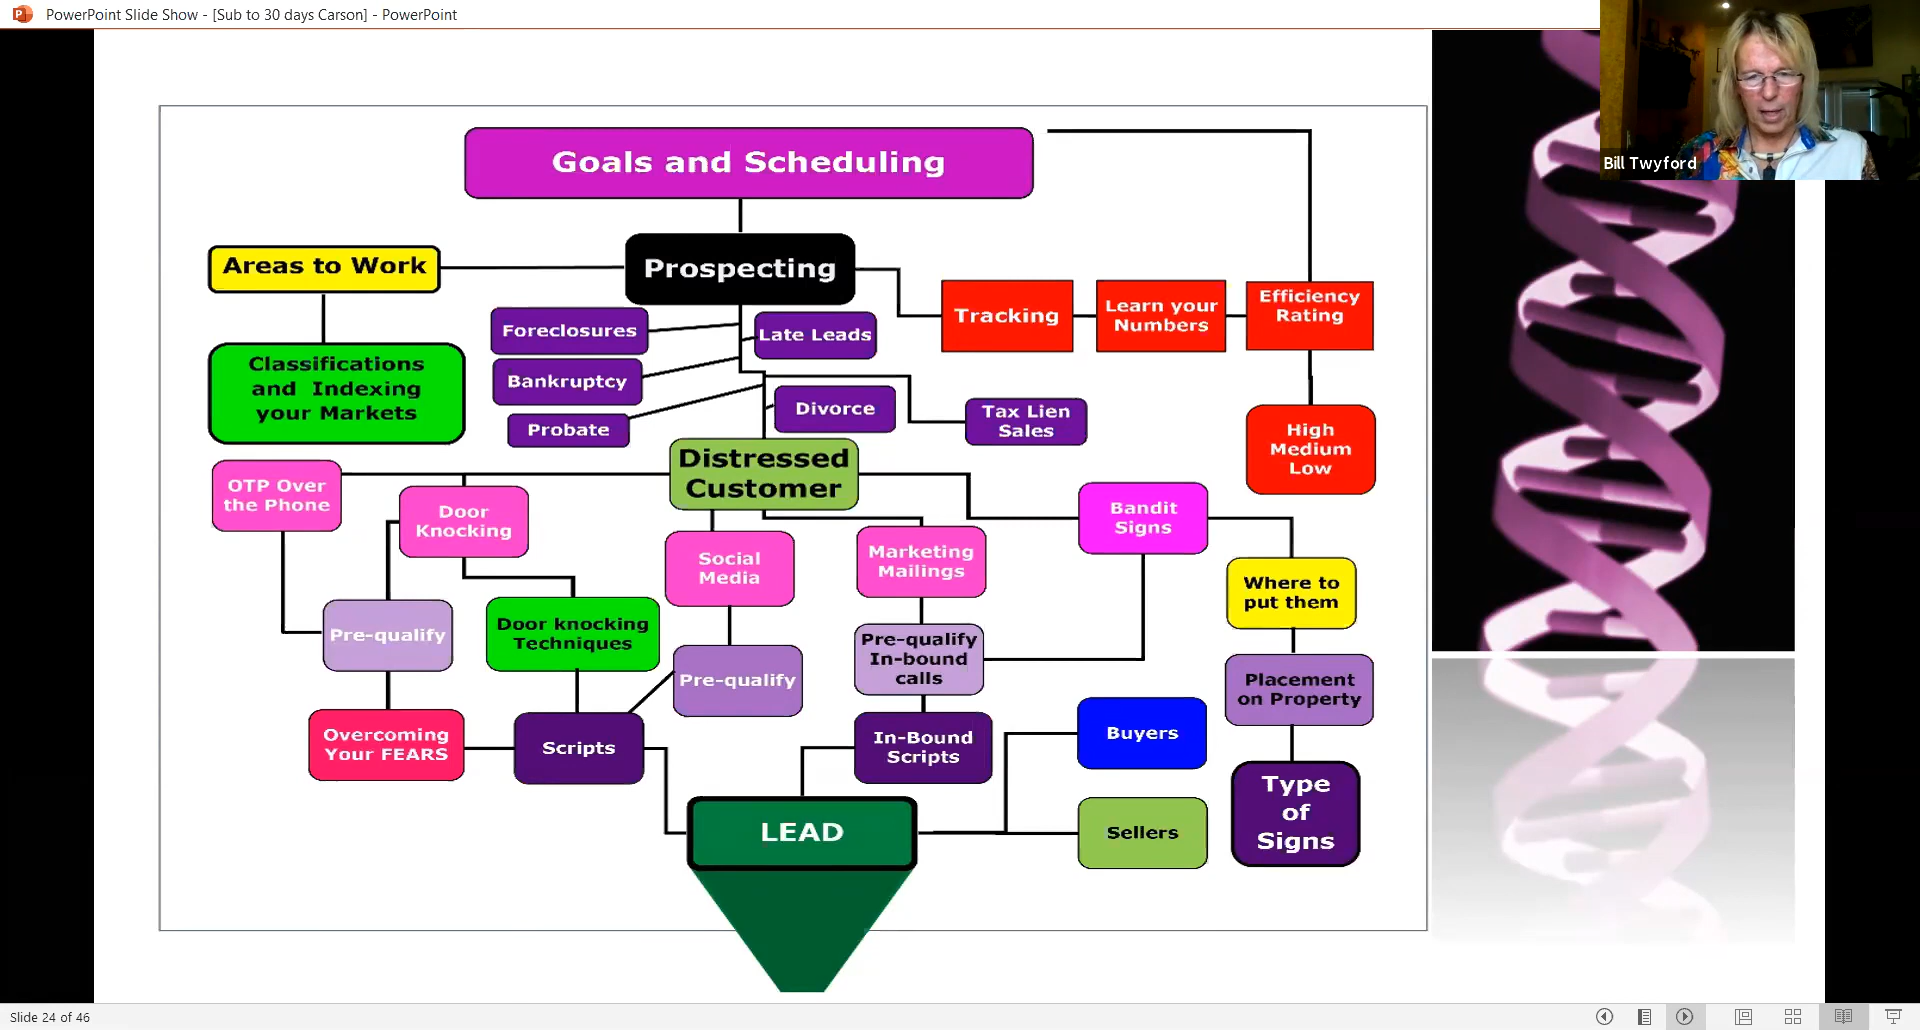 PowerPoint Slide Show - [Sub to 30 days Carson] - PowerPoint
Bill Twyford
Goals and Scheduling
Areas to Work
Prospecting
Tracking
Learn your
Numbers
Efficiency
Rating
Foreclosures
Late Leads
Classifications
and Indexing
your Markets
Bankruptcy
Divorce
Probate
Tax Lien
Sales
High
Medium
Low
Distressed
Customer
OTP Over
the Phone
Door
Knocking
Social
Media
Marketing
Mailings
Bandit
Signs
Where to
put them
Pre-qualify
Door knocking
Techniques
Pre-qualify
Pre-qualify
In-bound
calls
Placement
on Property
Overcoming
Your FEARS
Scripts
In-Bound
Scripts
Buyers
Type
of
Signs
LEAD
Sellers
Slide 24 of 46